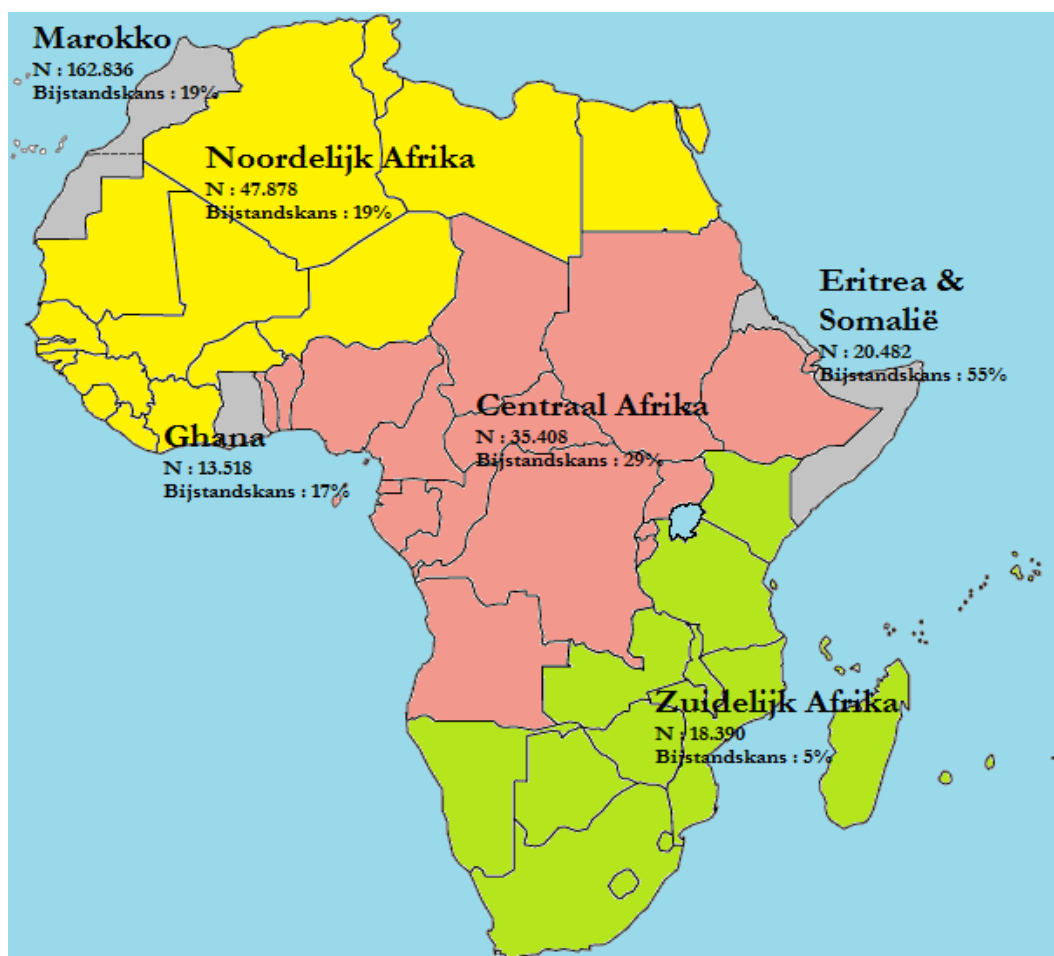 Marokko
N : 162.836
Bijstandskans : 19%
Noordelijk Afrika
N : 47.878
Bijstandskans : 19%
Eritrea &
Somalië
N : 20.482
Bijstandskans : 55%
Centraal Afrika
N : 35.408
Bijstandskans : 29%
Ghana
N : 13.518
Bijstandskans : 17%
Zuidelijk Afrika
N : 18.390
Bijstandskans : 5%